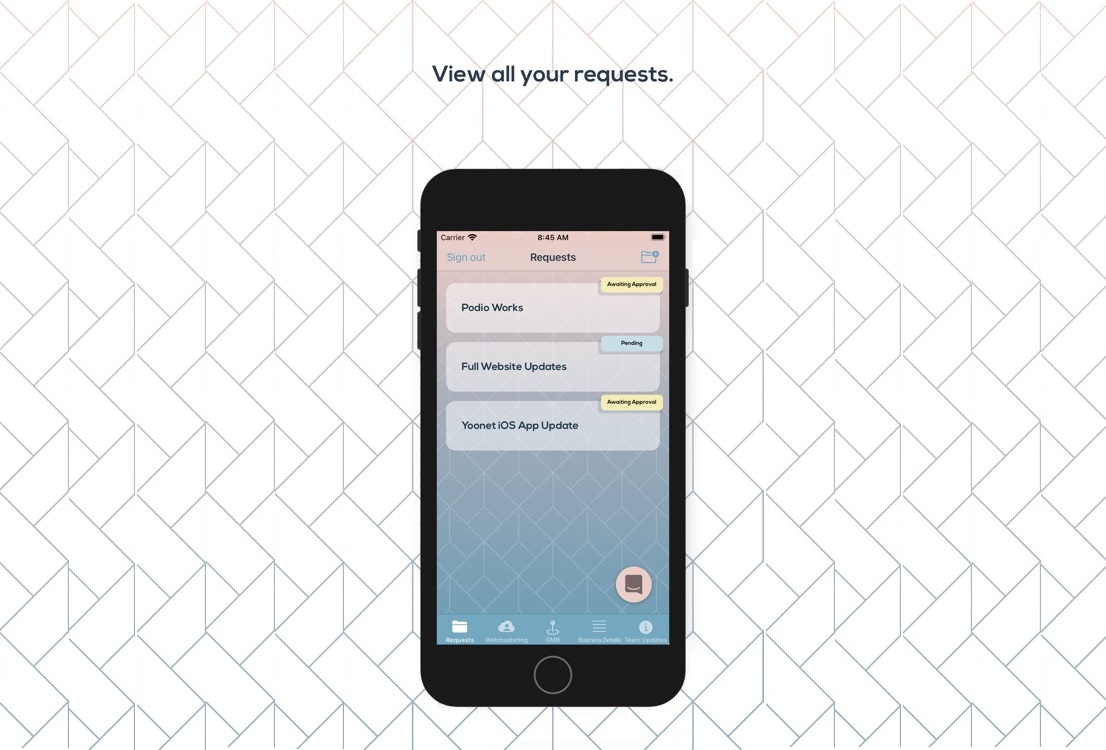 View all your requests.
Carrier 8:45 AM
Sign out Requests
Awaiting Approval
Podio Works
Pending
Full Website Updates
Awaiting Approval
Yoonet iOS App Update
Requests Webmastering GMB Business Details Team Updates